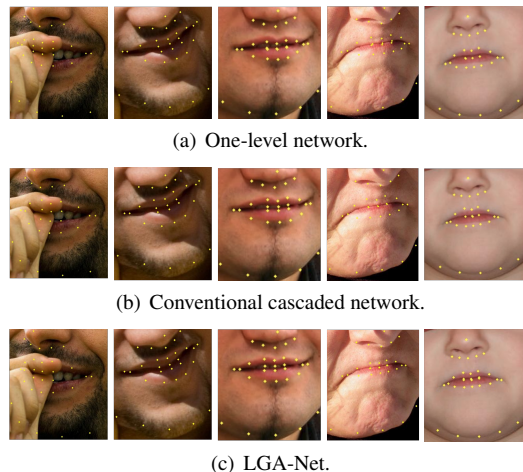 (a) One-level network.
(b) Conventional cascaded network.
(c) LGA-Net.